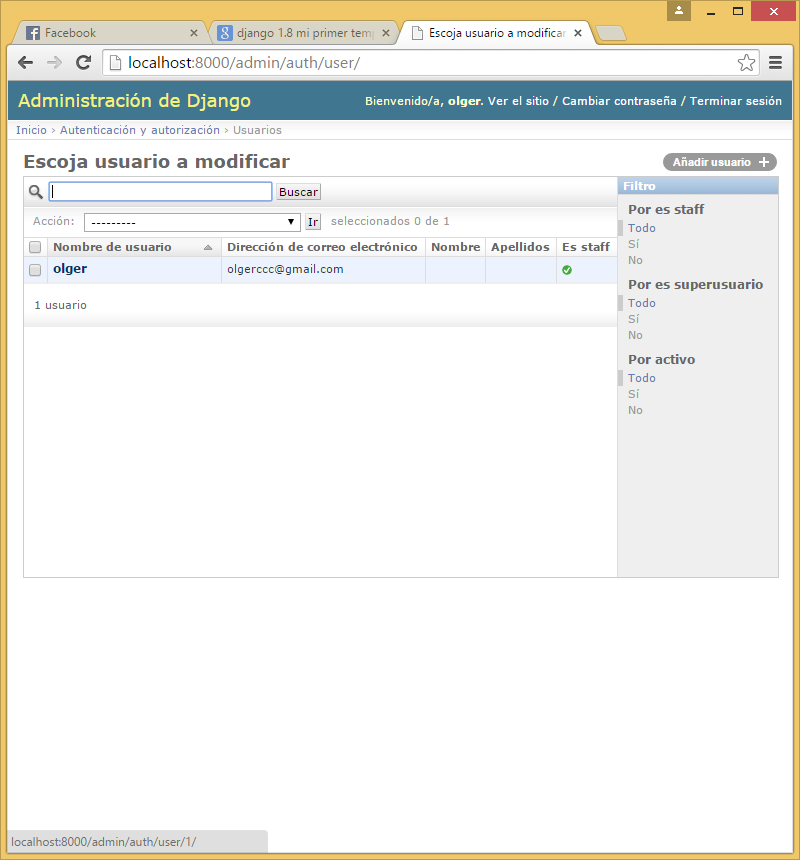 Facebook
django 1.8 mi primer tem
Escoja usuario a modificar
localhost:8000/admin/auth/user/
Administración de Django
Bienvenido/a, olger. Ver el sitio / Cambiar contraseña / Terminar sesión
Inicio › Autenticación y autorización › Usuarios
Escoja usuario a modificar
Añadir usuario +
Buscar
Acción: --------- Ir seleccionados 0 de 1
Nombre de usuario Dirección de correo electrónico Nombre Apellidos Es staff
olger olgerccc@gmail.com
1 usuario
Filtro
Por es staff
Todo
Sí
No
Por es superusuario
Todo
Sí
No
Por activo
Todo
Sí
No
localhost:8000/admin/auth/user/1/